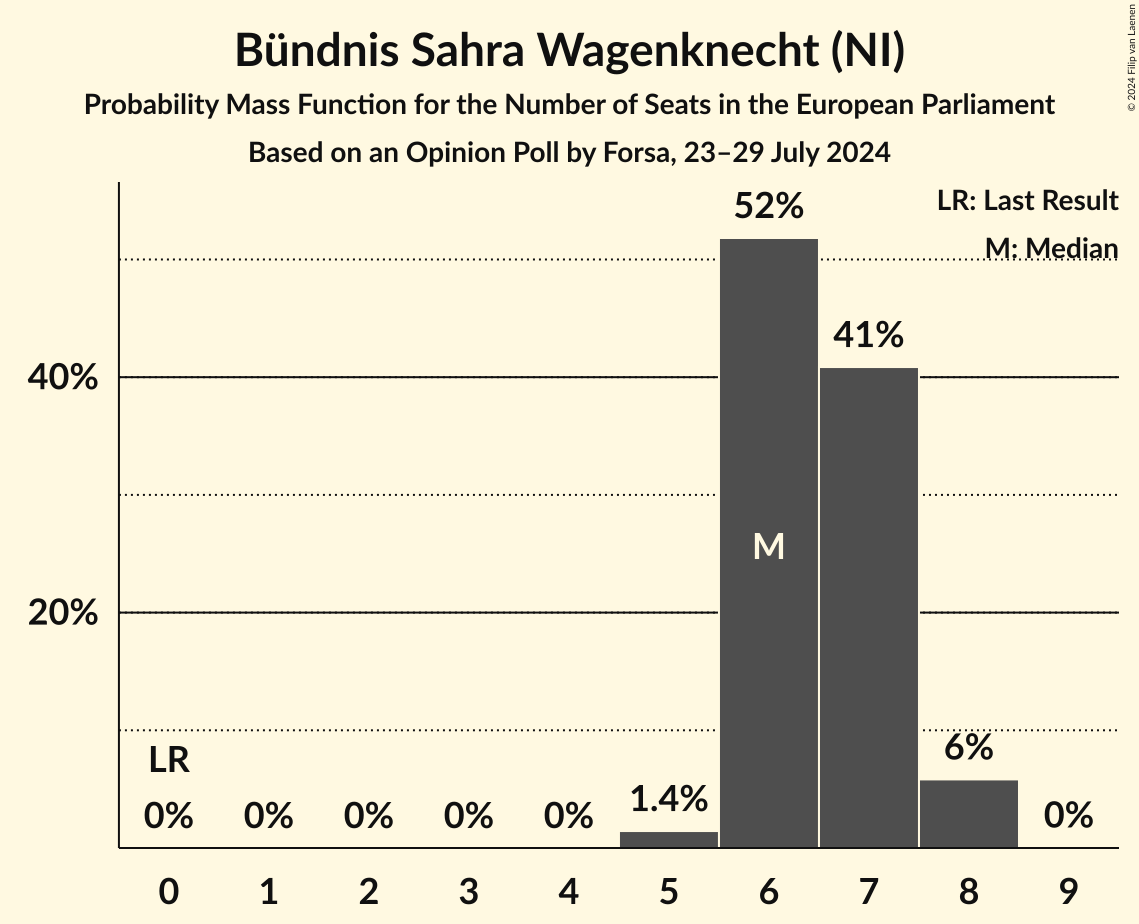 Bündnis Sahra Wagenknecht (NI)
Probability Mass Function for the Number of Seats in the European Parliament
Based on an Opinion Poll by Forsa, 23–29 July 2024
© 2024 Filip van Laenen
LR: Last Result
M: Median
52%
41%
40%
M
20%
LR
6%
1.4%
0% 0% 0% 0% 0% 0%
0 1 2 3 4 5 6 7 8 9